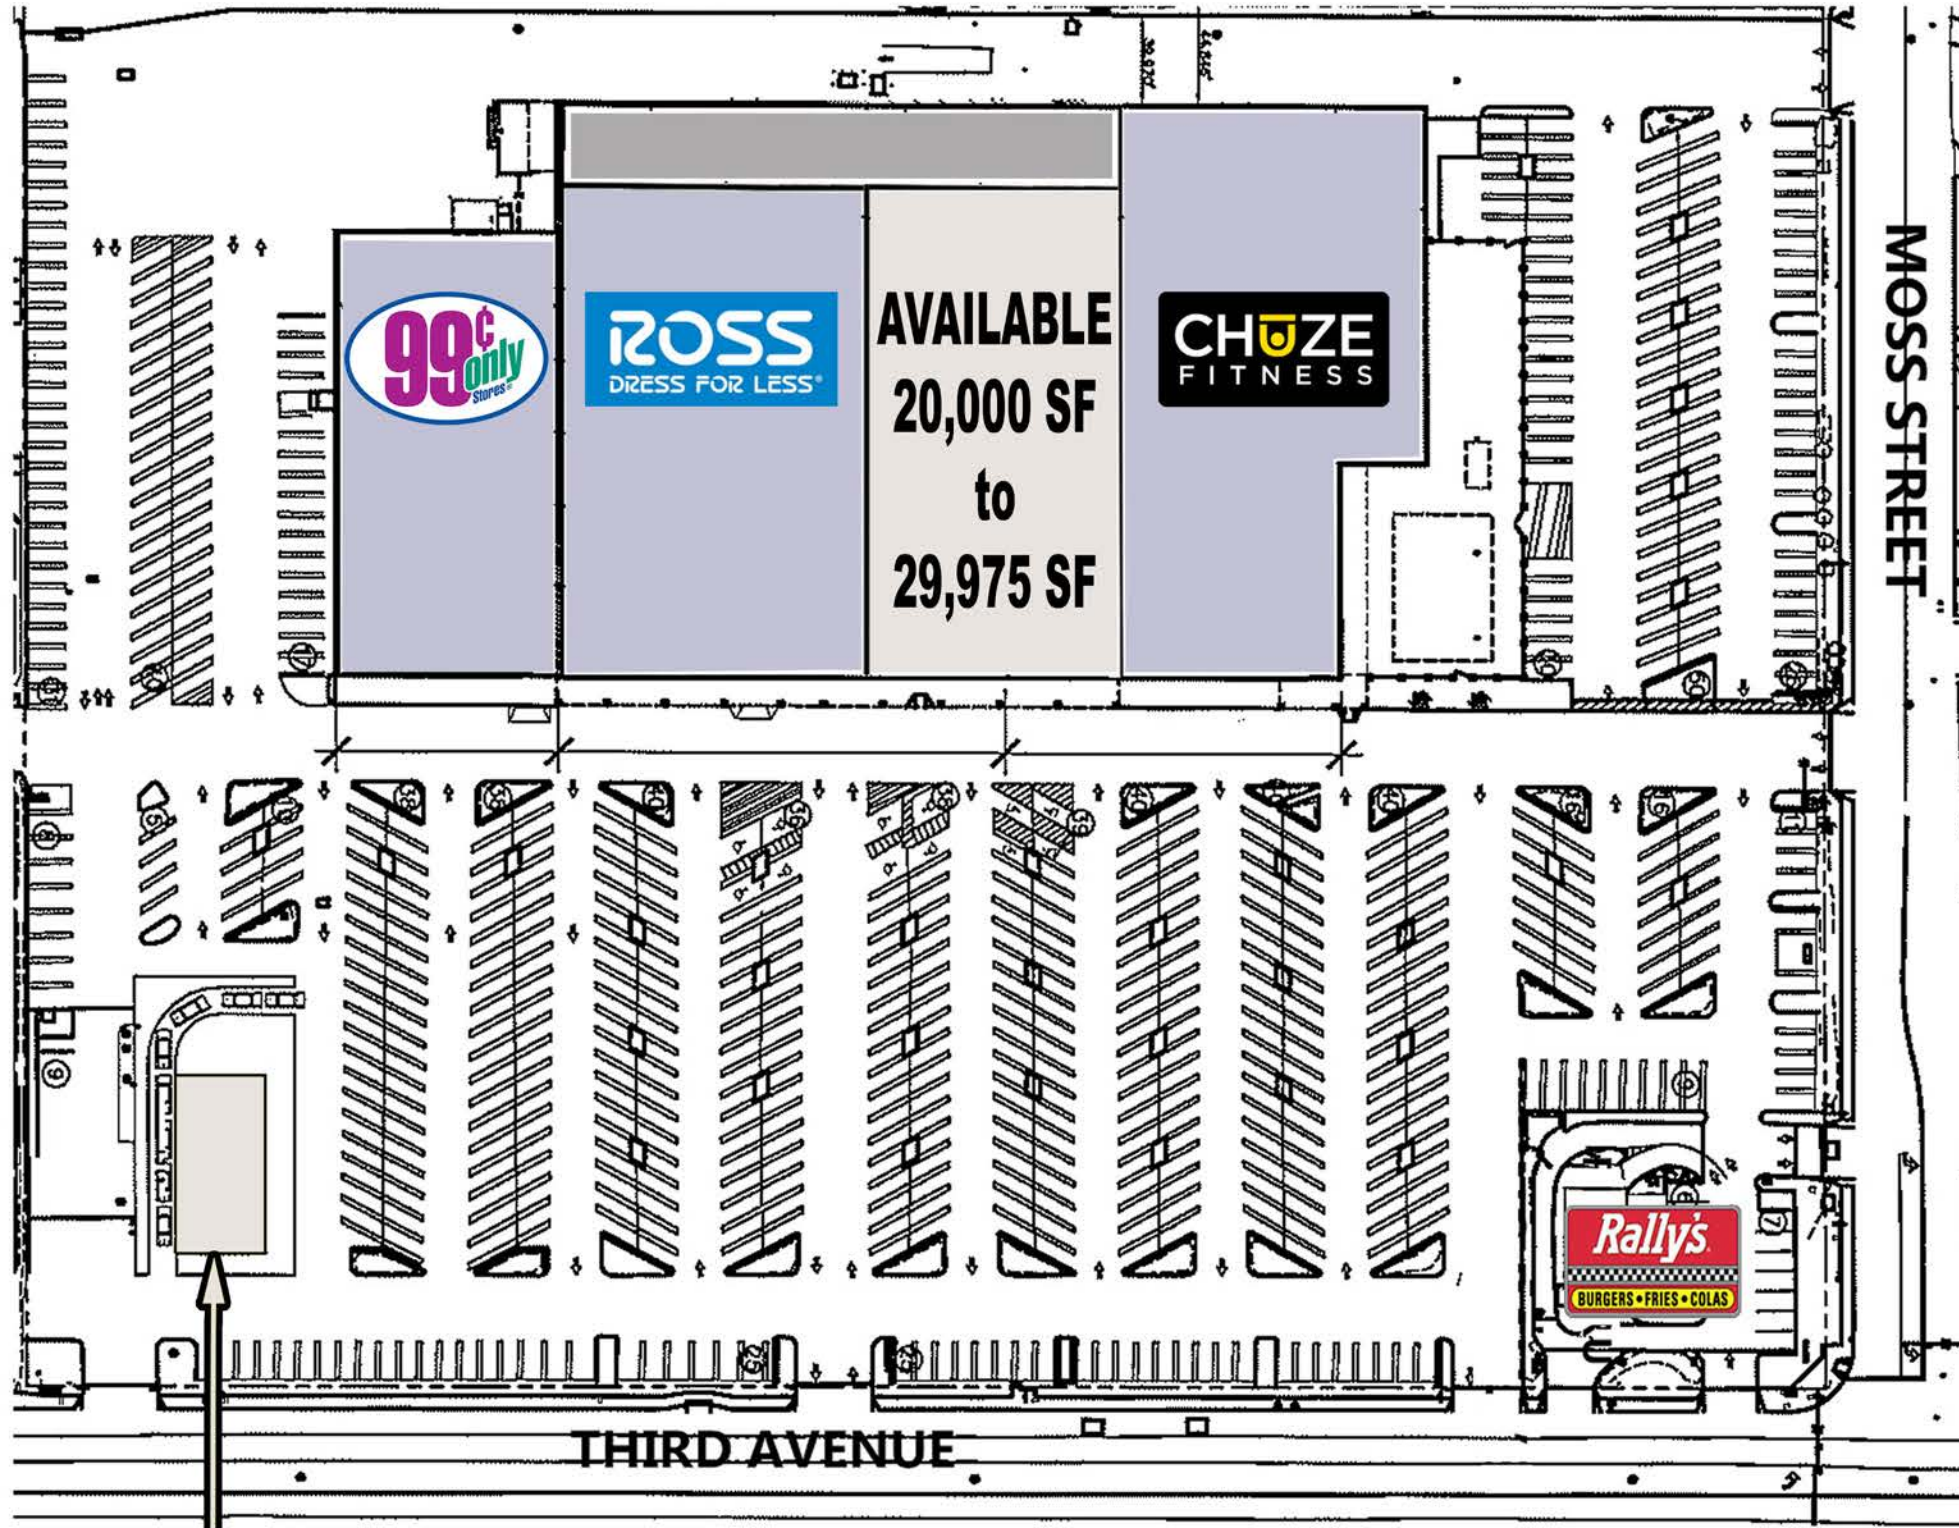 99¢
only
Stores
ROSS
DRESS FOR LESS®
AVAILABLE
20,000 SF
to
29,975 SF
CHUZE
FITNESS
MOSS STREET
Rally's
BURGERS • FRIES • COLAS
THIRD AVENUE